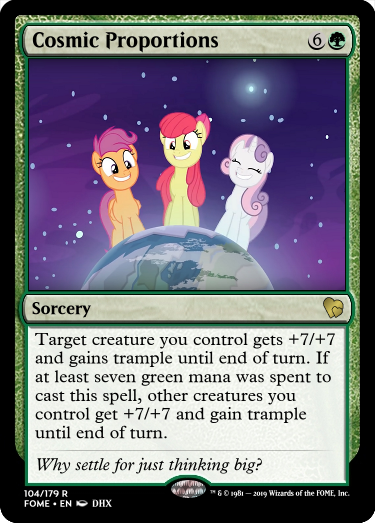 Cosmic Proportions 6
Sorcery
Target creature you control gets +7/+7
and gains trample until end of turn. If
at least seven green mana was spent to
cast this spell, other creatures you
control get +7/+7 and gain trample
until end of turn.
Why settle for just thinking big?
104/179 R
FOME • EN DHX
™ & © 1981 — 2019 Wizards of the FOME, Inc.